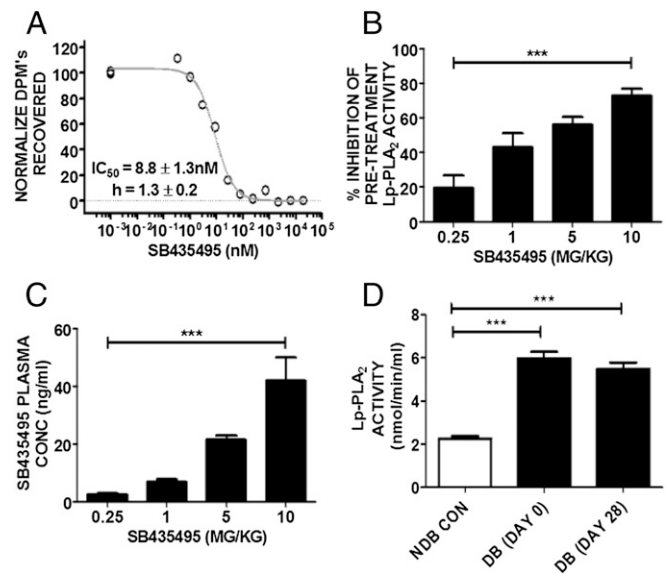 A
NORMALIZE DPM's
RECOVERED
120
100
80
60
40
20
0
IC50 = 8.8 ± 1.3nM
h = 1.3 ± 0.2
10-3 10-2 10-1 100 101 102 103 104 105
SB435495 (nM)
B
% INHIBITION OF
PRE-TREATMENT
Lp-PLA2 ACTIVITY
100
80
60
40
20
0
***
0.25 1 5 10
SB435495 (MG/KG)
C
SB435495 PLASMA
CONC (ng/ml)
60
40
20
0
***
0.25 1 5 10
SB435495 (MG/KG)
D
Lp-PLA2
ACTIVITY
(nmol/min/ml)
8
6
4
2
0
***
***
NDB CON
DB (DAY 0)
DB (DAY 28)